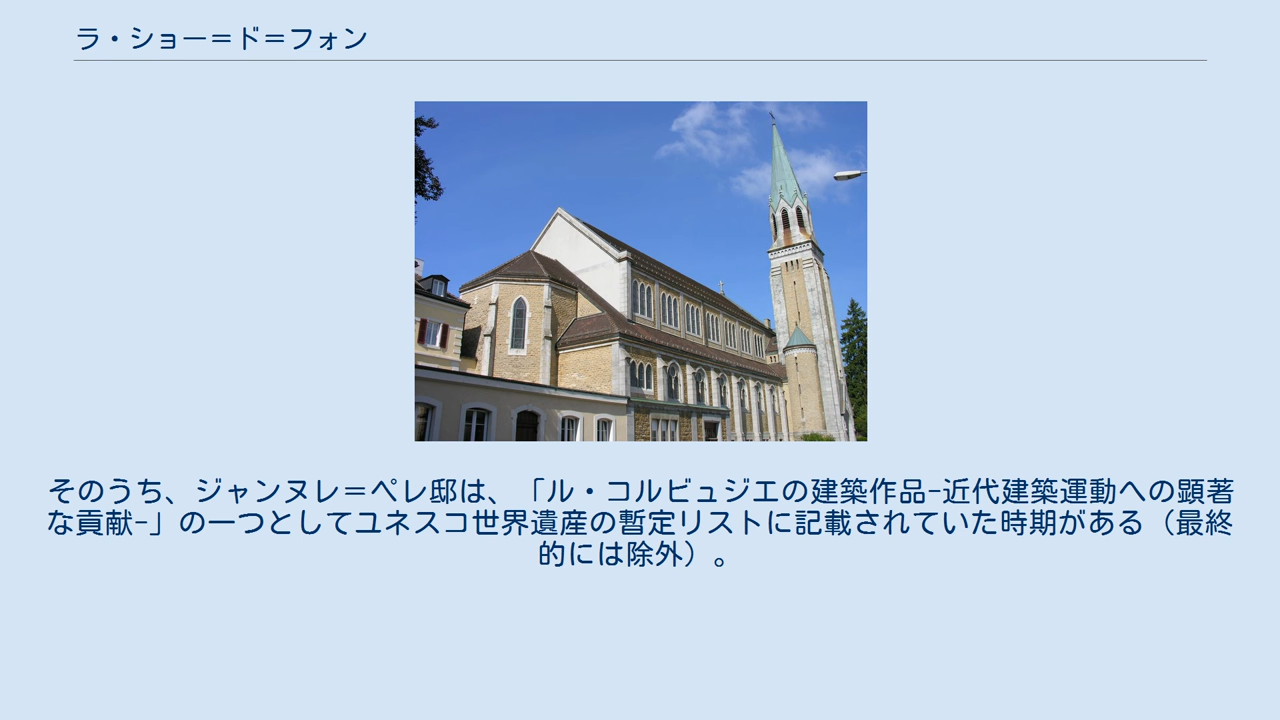 ラ・ショー＝ド＝フォン
そのうち、ジャンヌレ＝ペレ邸は、「ル・コルビュジエの建築作品−近代建築運動への顕著
な貢献−」の一つとしてユネスコ世界遺産の暫定リストに記載されていた時期がある（最終
的には除外）。